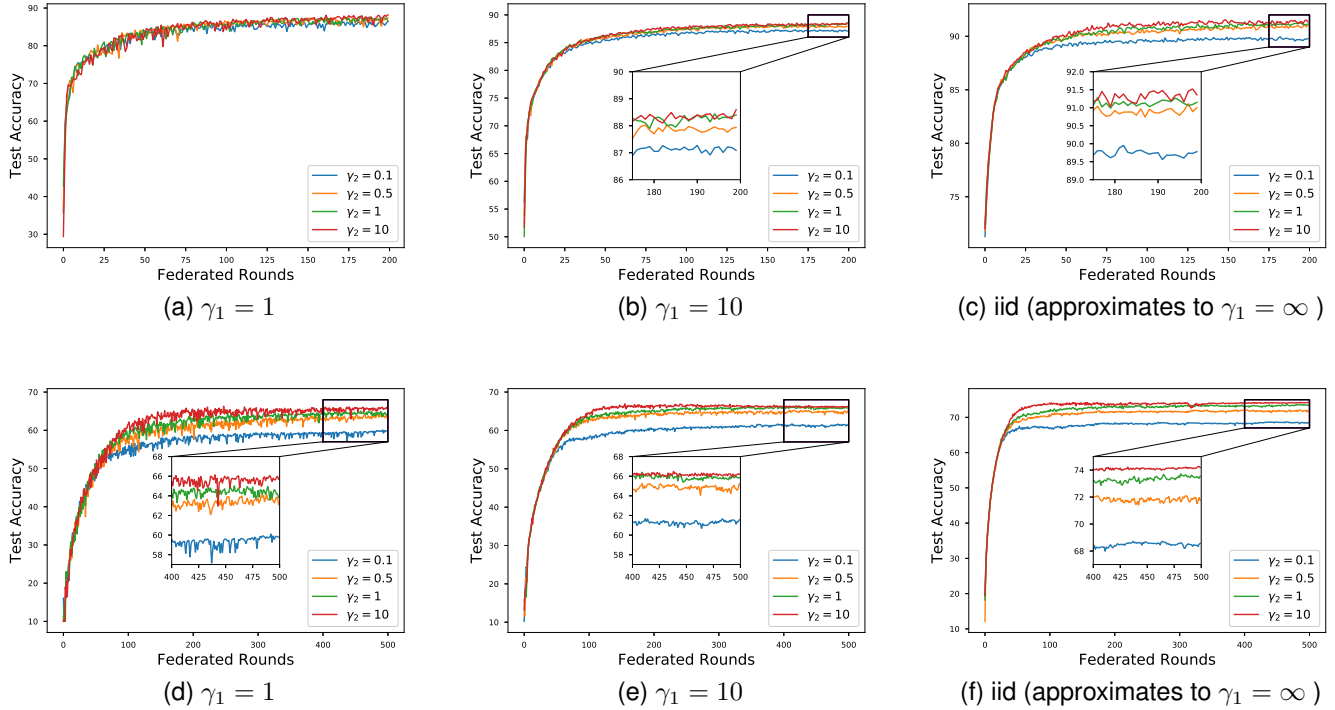 90
80
70
60
50
40
30
Test Accuracy
0 25 50 75 100 125 150 175 200
Federated Rounds
γ₂ = 0.1
γ₂ = 0.5
γ₂ = 1
γ₂ = 10
(a) γ₁ = 1
90
85
80
75
70
65
60
55
50
Test Accuracy
90
89
88
87
86
180 190 200
0 25 50 75 100 125 150 175 200
Federated Rounds
γ₂ = 0.1
γ₂ = 0.5
γ₂ = 1
γ₂ = 10
(b) γ₁ = 10
90
85
80
75
Test Accuracy
92.0
91.5
91.0
90.5
90.0
89.5
89.0
180 190 200
0 25 50 75 100 125 150 175 200
Federated Rounds
γ₂ = 0.1
γ₂ = 0.5
γ₂ = 1
γ₂ = 10
(c) iid (approximates to γ₁ = ∞ )
70
60
50
40
30
20
10
Test Accuracy
68
66
64
62
60
58
400 425 450 475 500
0 100 200 300 400 500
Federated Rounds
γ₂ = 0.1
γ₂ = 0.5
γ₂ = 1
γ₂ = 10
(d) γ₁ = 1
70
60
50
40
30
20
10
Test Accuracy
68
66
64
62
60
58
400 425 450 475 500
0 100 200 300 400 500
Federated Rounds
γ₂ = 0.1
γ₂ = 0.5
γ₂ = 1
γ₂ = 10
(e) γ₁ = 10
70
60
50
40
30
20
10
Test Accuracy
74
72
70
68
400 425 450 475 500
0 100 200 300 400 500
Federated Rounds
γ₂ = 0.1
γ₂ = 0.5
γ₂ = 1
γ₂ = 10
(f) iid (approximates to γ₁ = ∞ )